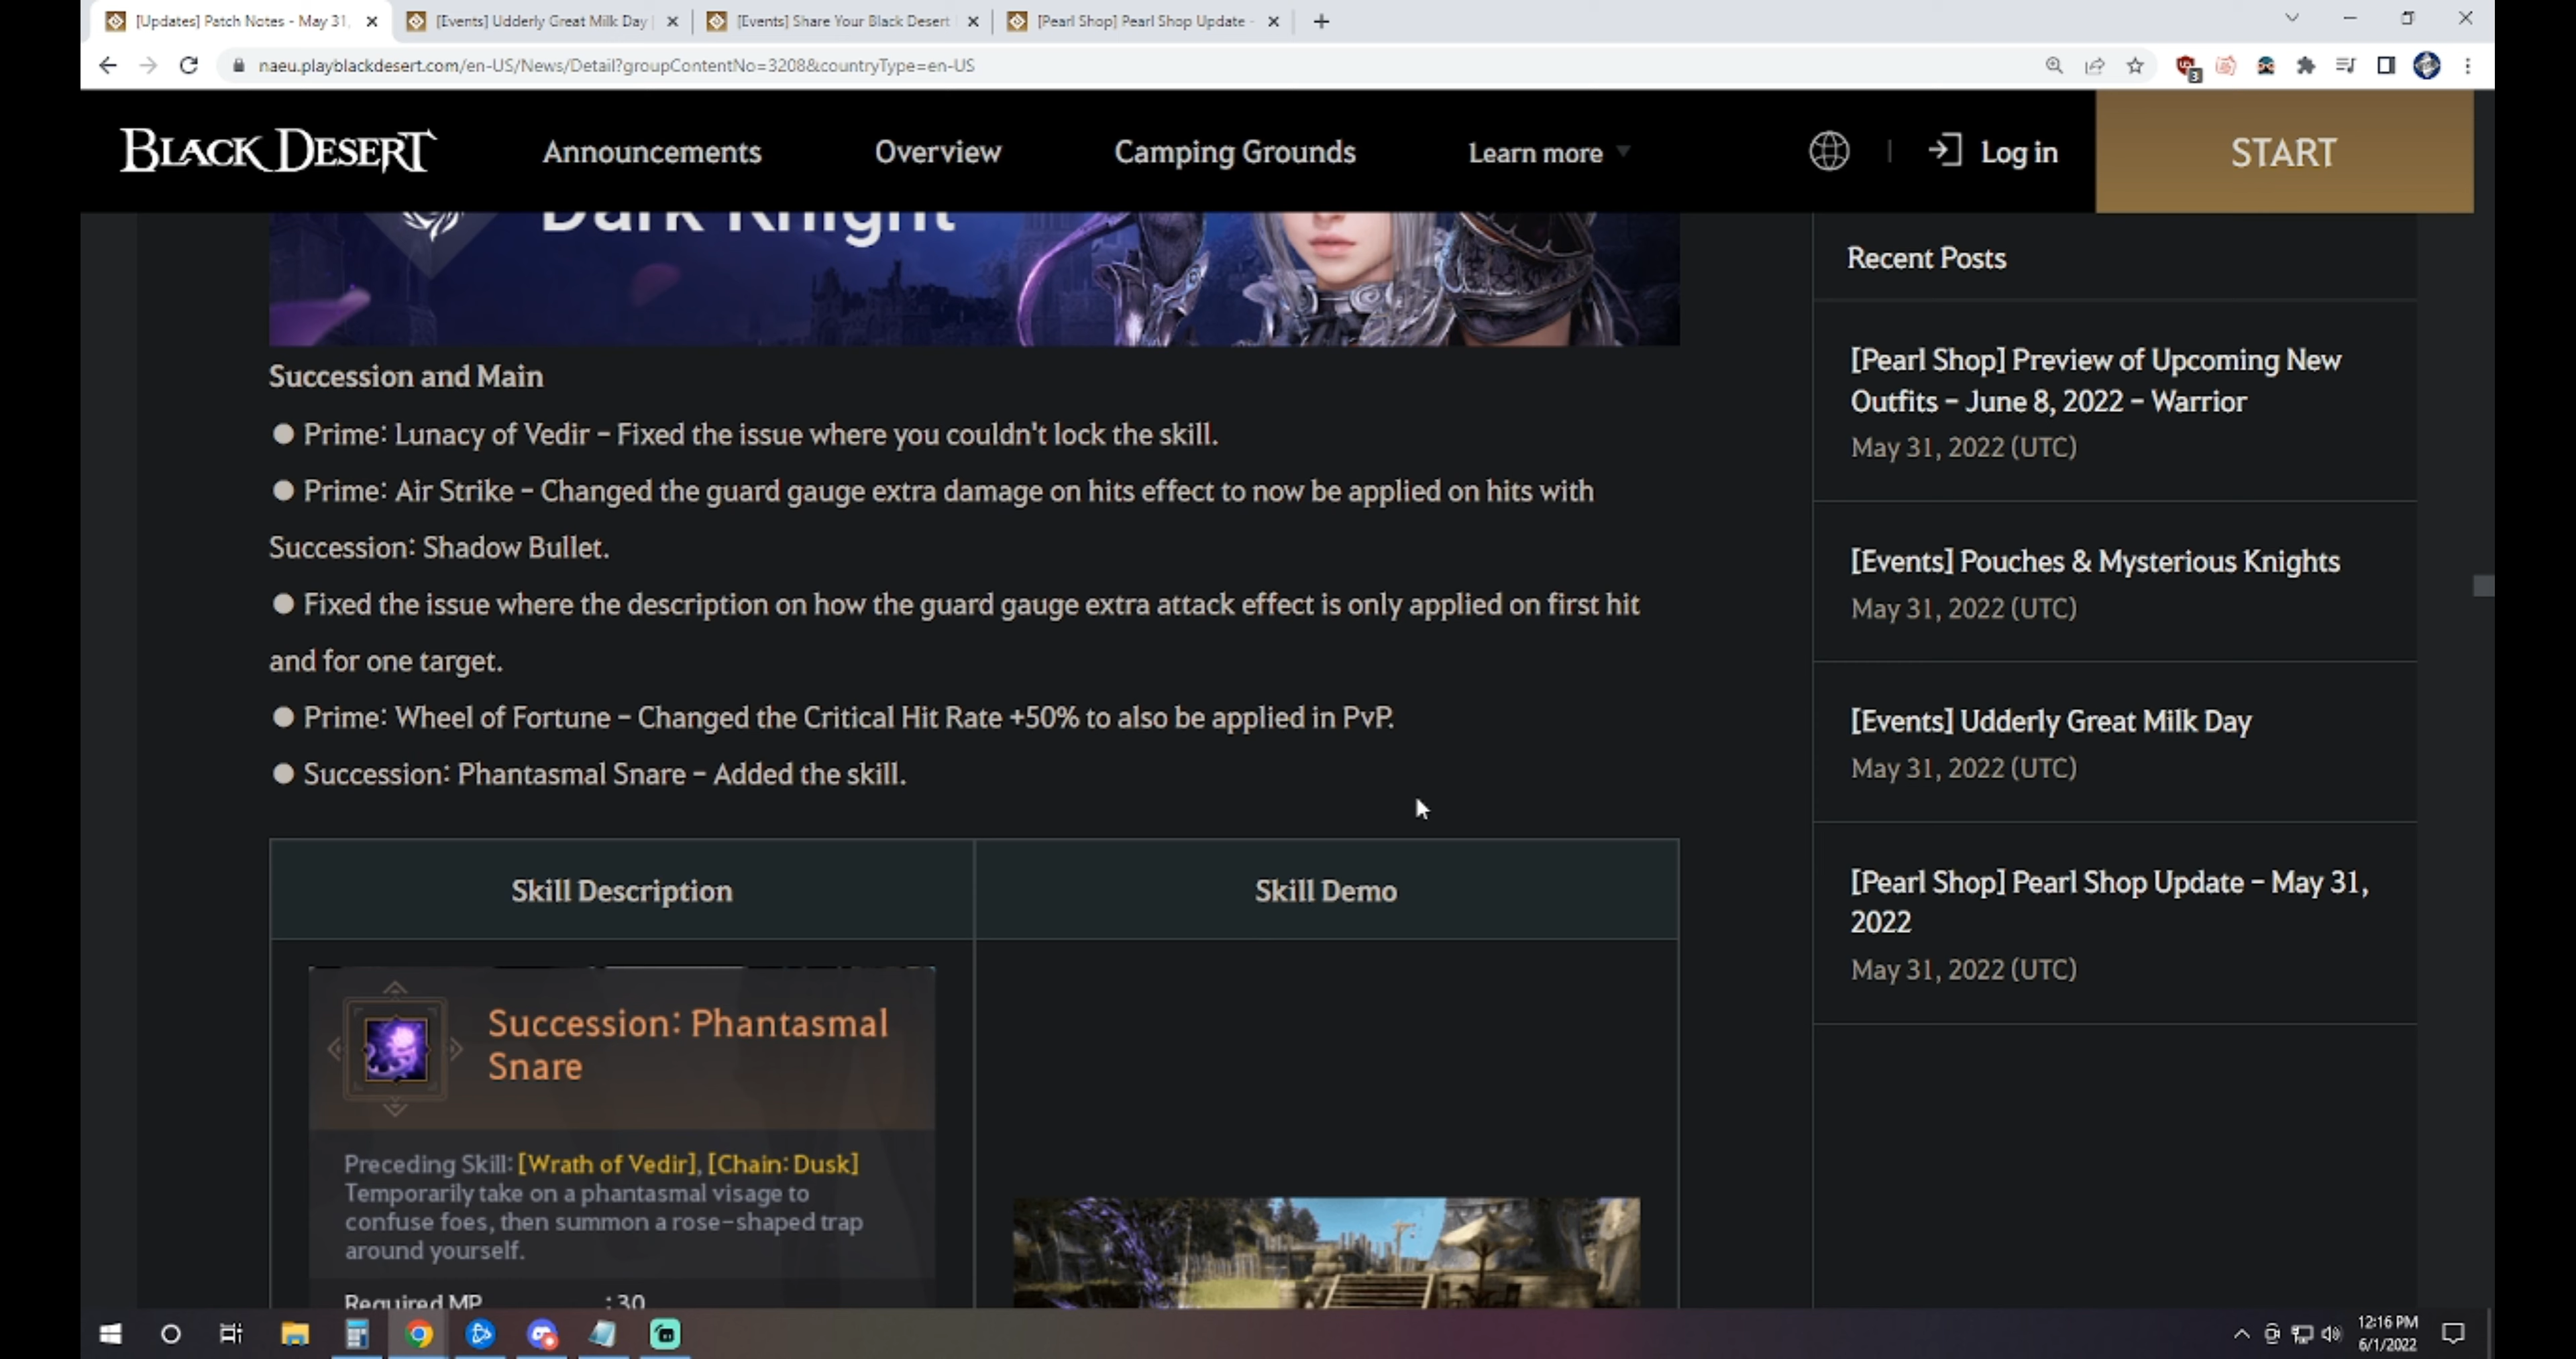 [Updates] Patch Notes - May 31,
[Events] Udderly Great Milk Day
[Events] Share Your Black Desert
[Pearl Shop] Pearl Shop Update -
naeu.playblackdesert.com/en-US/News/Detail?groupContentNo=3208&countryType=en-US
3
BLACK DESERT
Announcements
Overview
Camping Grounds
Learn more
Log in
START
Dark Knight
Succession and Main
● Prime: Lunacy of Vedir – Fixed the issue where you couldn't lock the skill.
● Prime: Air Strike – Changed the guard gauge extra damage on hits effect to now be applied on hits with
Succession: Shadow Bullet.
● Fixed the issue where the description on how the guard gauge extra attack effect is only applied on first hit
and for one target.
● Prime: Wheel of Fortune – Changed the Critical Hit Rate +50% to also be applied in PvP.
● Succession: Phantasmal Snare – Added the skill.
Skill Description
Skill Demo
Succession: Phantasmal
Snare
Preceding Skill: [Wrath of Vedir], [Chain: Dusk]
Temporarily take on a phantasmal visage to
confuse foes, then summon a rose-shaped trap
around yourself.
Required MP : 30
Recent Posts
[Pearl Shop] Preview of Upcoming New
Outfits – June 8, 2022 – Warrior
May 31, 2022 (UTC)
[Events] Pouches & Mysterious Knights
May 31, 2022 (UTC)
[Events] Udderly Great Milk Day
May 31, 2022 (UTC)
[Pearl Shop] Pearl Shop Update – May 31,
2022
May 31, 2022 (UTC)
12:16 PM
6/1/2022